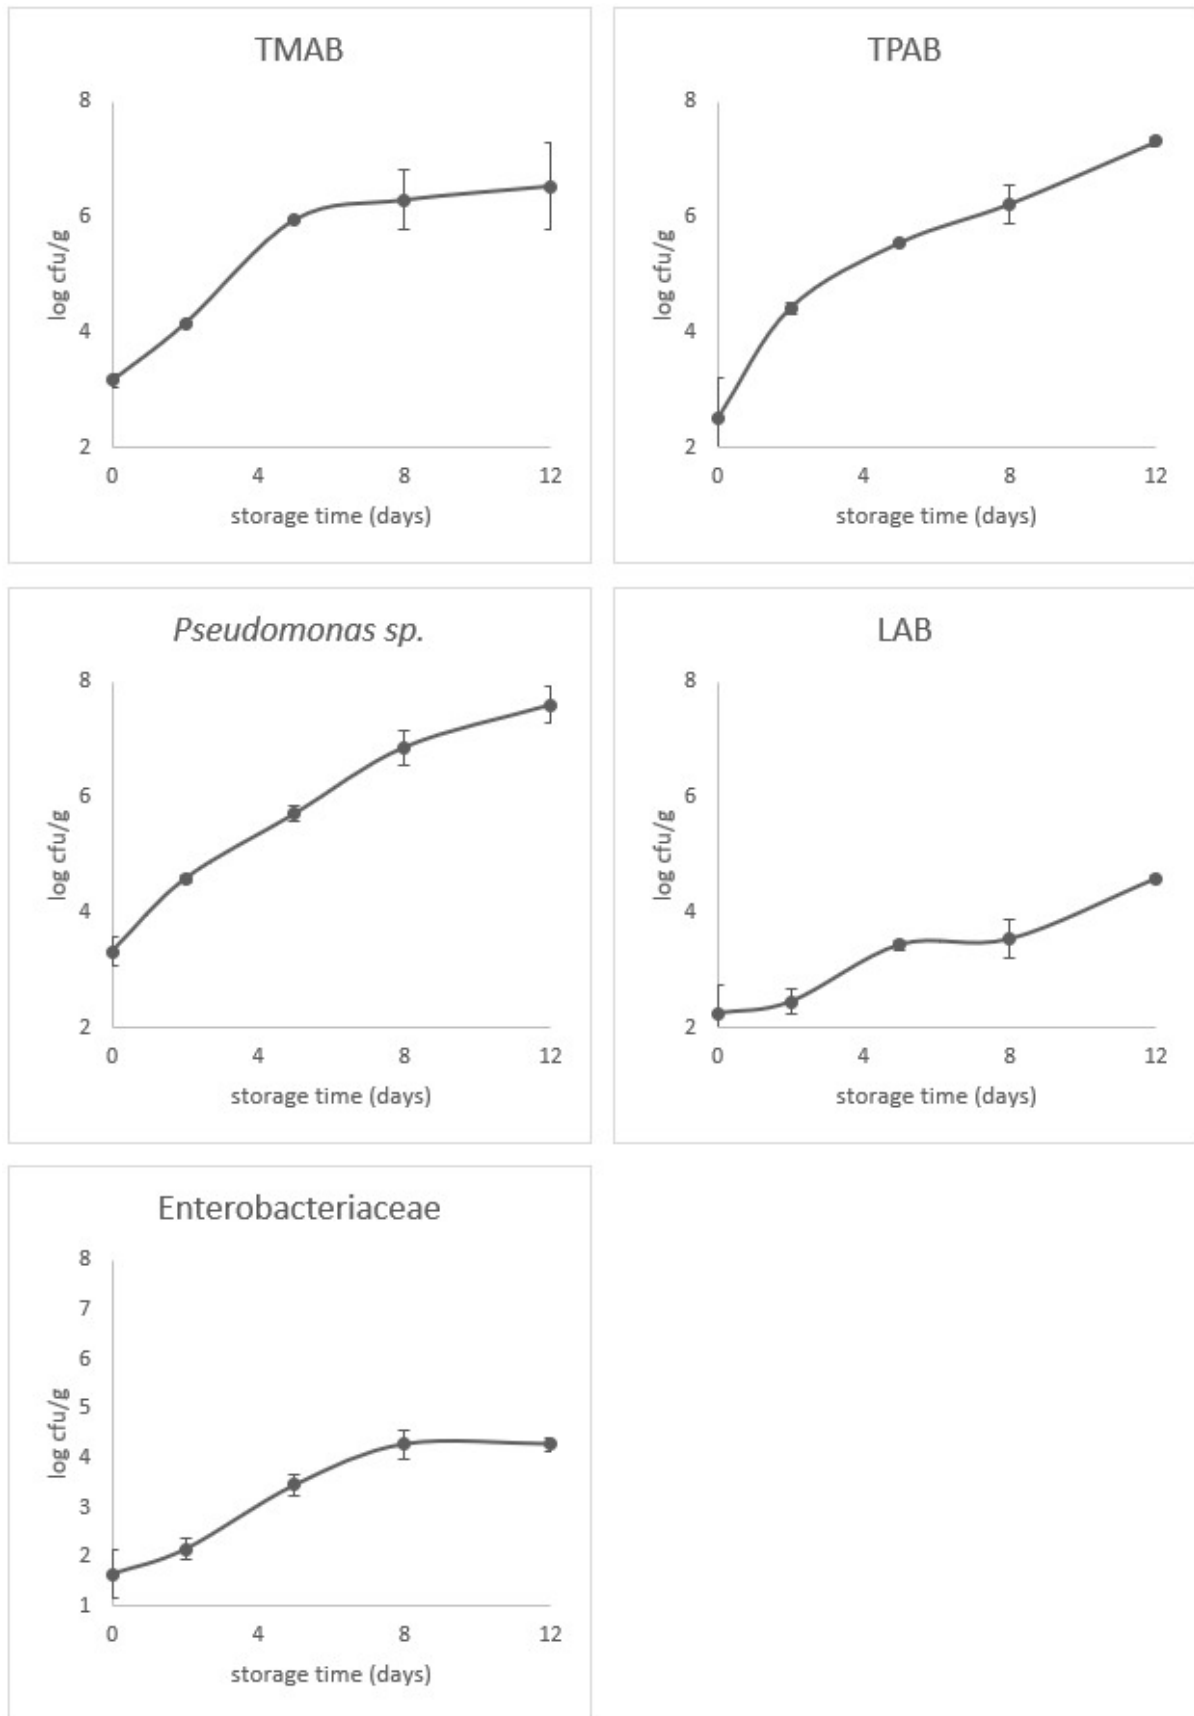 TMAB
8
6
4
2
log cfu/g
0 4 8 12
storage time (days)
TPAB
8
6
4
2
log cfu/g
0 4 8 12
storage time (days)
Pseudomonas sp.
8
6
4
2
log cfu/g
0 4 8 12
storage time (days)
LAB
8
6
4
2
log cfu/g
0 4 8 12
storage time (days)
Enterobacteriaceae
8
7
6
5
4
3
2
1
log cfu/g
0 4 8 12
storage time (days)